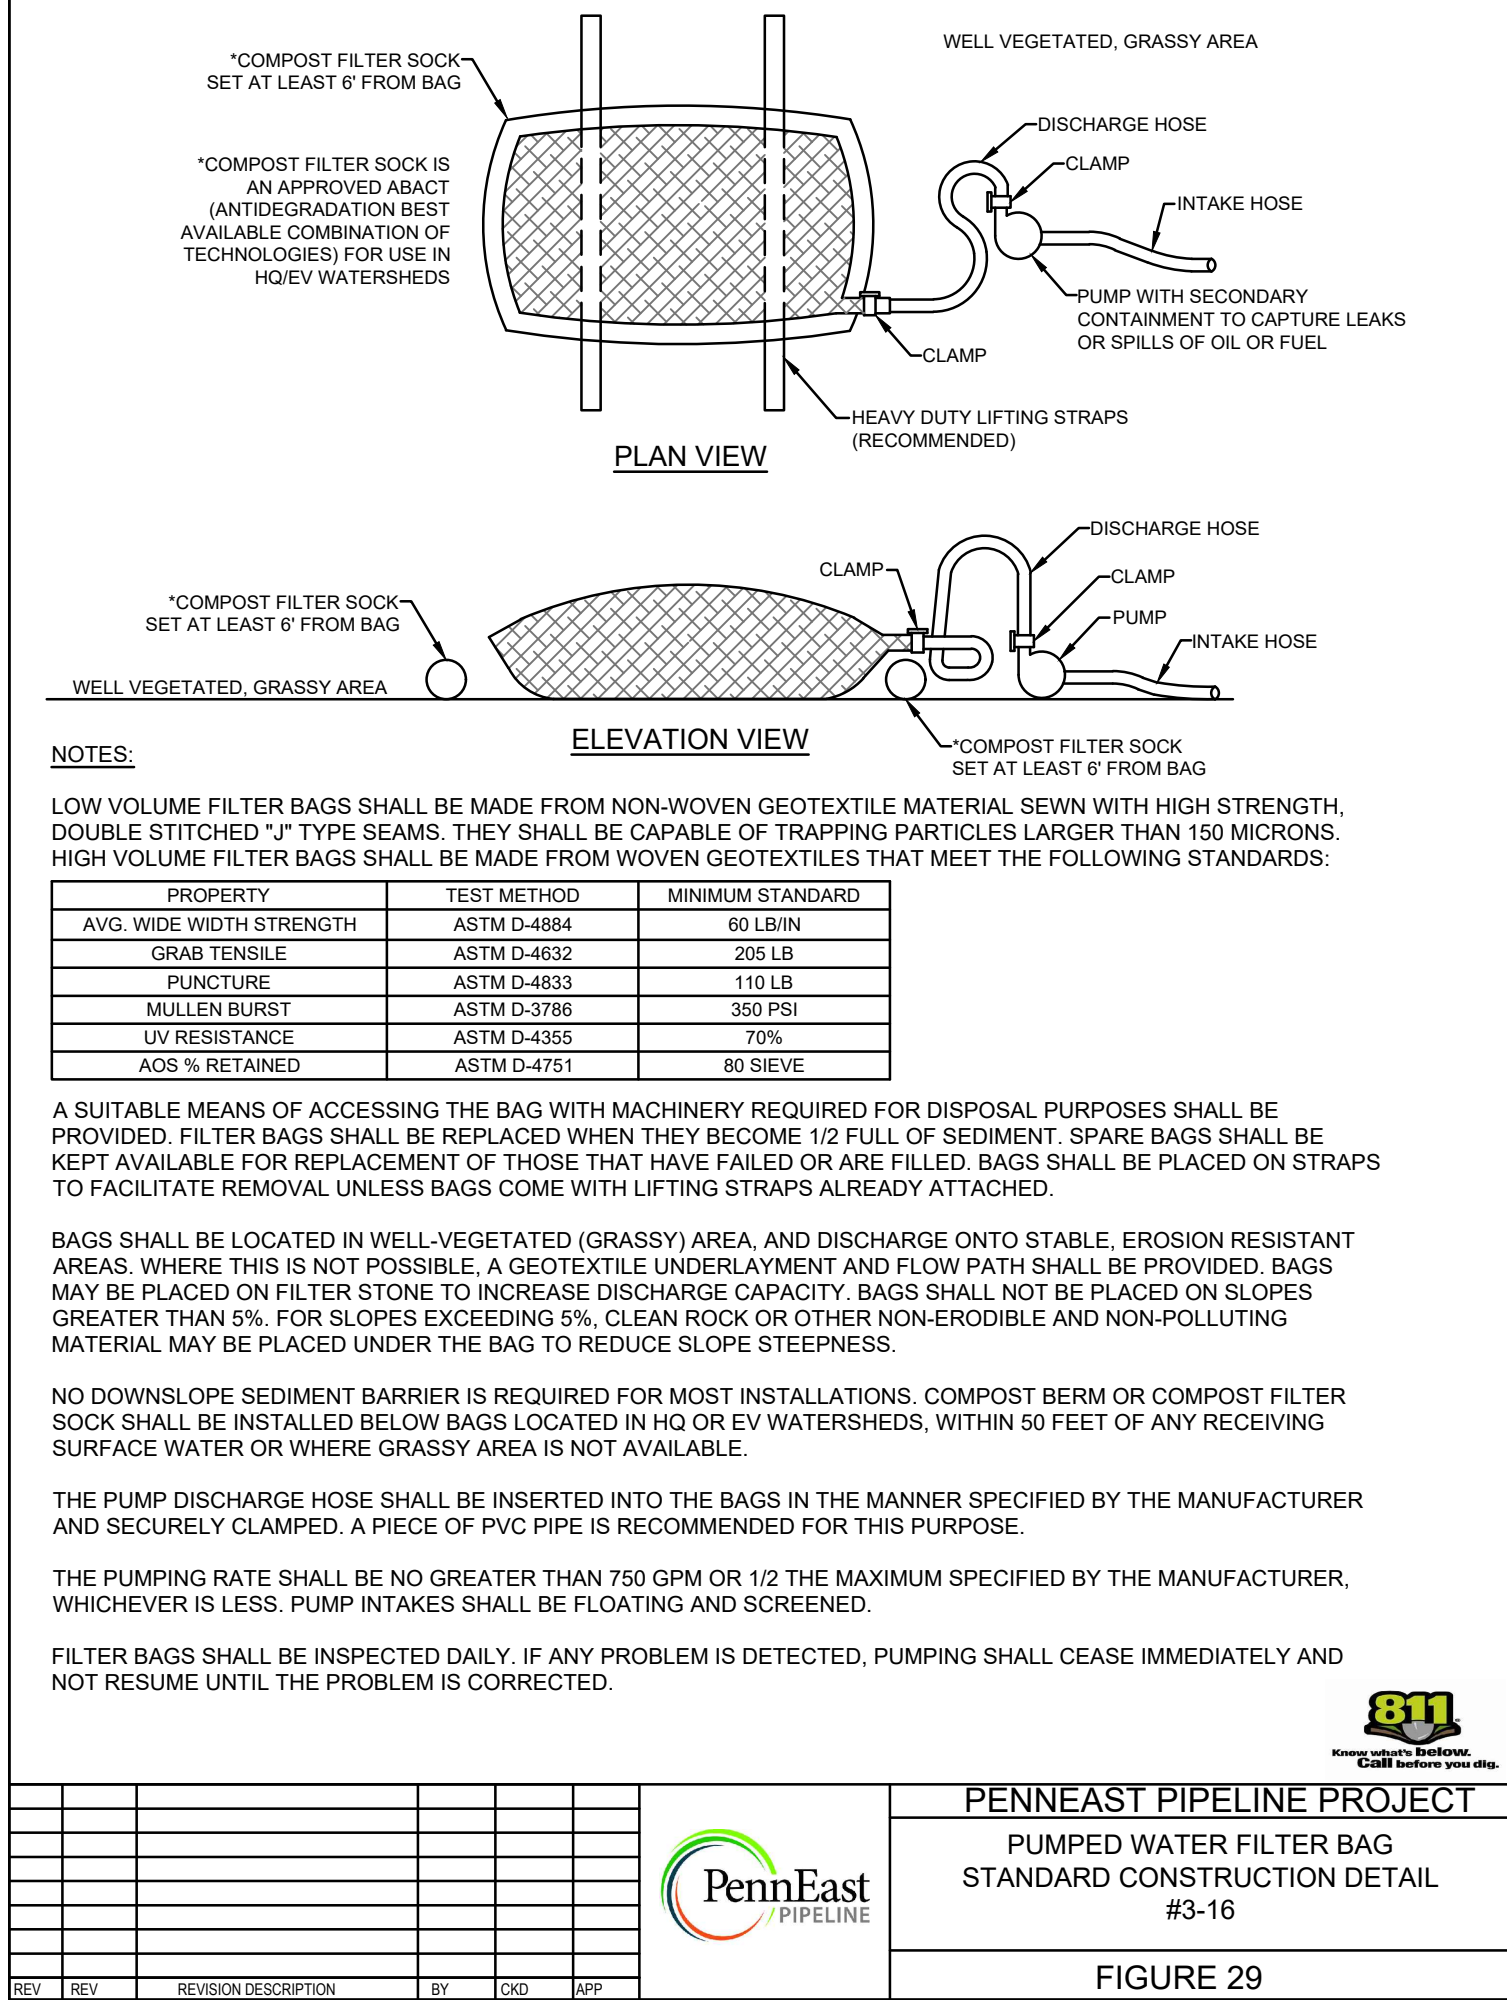 WELL VEGETATED, GRASSY AREA
*COMPOST FILTER SOCK
SET AT LEAST 6' FROM BAG
*COMPOST FILTER SOCK IS
AN APPROVED ABACT
(ANTIDEGRADATION BEST
AVAILABLE COMBINATION OF
TECHNOLOGIES) FOR USE IN
HQ/EV WATERSHEDS
DISCHARGE HOSE
CLAMP
INTAKE HOSE
PUMP WITH SECONDARY
CONTAINMENT TO CAPTURE LEAKS
OR SPILLS OF OIL OR FUEL
CLAMP
HEAVY DUTY LIFTING STRAPS
(RECOMMENDED)
PLAN VIEW
DISCHARGE HOSE
CLAMP
CLAMP
PUMP
INTAKE HOSE
*COMPOST FILTER SOCK
SET AT LEAST 6' FROM BAG
WELL VEGETATED, GRASSY AREA
ELEVATION VIEW
*COMPOST FILTER SOCK
SET AT LEAST 6' FROM BAG
NOTES:
LOW VOLUME FILTER BAGS SHALL BE MADE FROM NON-WOVEN GEOTEXTILE MATERIAL SEWN WITH HIGH STRENGTH,
DOUBLE STITCHED "J" TYPE SEAMS. THEY SHALL BE CAPABLE OF TRAPPING PARTICLES LARGER THAN 150 MICRONS.
HIGH VOLUME FILTER BAGS SHALL BE MADE FROM WOVEN GEOTEXTILES THAT MEET THE FOLLOWING STANDARDS:
PROPERTY TEST METHOD MINIMUM STANDARD
AVG. WIDE WIDTH STRENGTH ASTM D-4884 60 LB/IN
GRAB TENSILE ASTM D-4632 205 LB
PUNCTURE ASTM D-4833 110 LB
MULLEN BURST ASTM D-3786 350 PSI
UV RESISTANCE ASTM D-4355 70%
AOS % RETAINED ASTM D-4751 80 SIEVE
A SUITABLE MEANS OF ACCESSING THE BAG WITH MACHINERY REQUIRED FOR DISPOSAL PURPOSES SHALL BE
PROVIDED. FILTER BAGS SHALL BE REPLACED WHEN THEY BECOME 1/2 FULL OF SEDIMENT. SPARE BAGS SHALL BE
KEPT AVAILABLE FOR REPLACEMENT OF THOSE THAT HAVE FAILED OR ARE FILLED. BAGS SHALL BE PLACED ON STRAPS
TO FACILITATE REMOVAL UNLESS BAGS COME WITH LIFTING STRAPS ALREADY ATTACHED.
BAGS SHALL BE LOCATED IN WELL-VEGETATED (GRASSY) AREA, AND DISCHARGE ONTO STABLE, EROSION RESISTANT
AREAS. WHERE THIS IS NOT POSSIBLE, A GEOTEXTILE UNDERLAYMENT AND FLOW PATH SHALL BE PROVIDED. BAGS
MAY BE PLACED ON FILTER STONE TO INCREASE DISCHARGE CAPACITY. BAGS SHALL NOT BE PLACED ON SLOPES
GREATER THAN 5%. FOR SLOPES EXCEEDING 5%, CLEAN ROCK OR OTHER NON-ERODIBLE AND NON-POLLUTING
MATERIAL MAY BE PLACED UNDER THE BAG TO REDUCE SLOPE STEEPNESS.
NO DOWNSLOPE SEDIMENT BARRIER IS REQUIRED FOR MOST INSTALLATIONS. COMPOST BERM OR COMPOST FILTER
SOCK SHALL BE INSTALLED BELOW BAGS LOCATED IN HQ OR EV WATERSHEDS, WITHIN 50 FEET OF ANY RECEIVING
SURFACE WATER OR WHERE GRASSY AREA IS NOT AVAILABLE.
THE PUMP DISCHARGE HOSE SHALL BE INSERTED INTO THE BAGS IN THE MANNER SPECIFIED BY THE MANUFACTURER
AND SECURELY CLAMPED. A PIECE OF PVC PIPE IS RECOMMENDED FOR THIS PURPOSE.
THE PUMPING RATE SHALL BE NO GREATER THAN 750 GPM OR 1/2 THE MAXIMUM SPECIFIED BY THE MANUFACTURER,
WHICHEVER IS LESS. PUMP INTAKES SHALL BE FLOATING AND SCREENED.
FILTER BAGS SHALL BE INSPECTED DAILY. IF ANY PROBLEM IS DETECTED, PUMPING SHALL CEASE IMMEDIATELY AND
NOT RESUME UNTIL THE PROBLEM IS CORRECTED.
811
Know what's below.
Call before you dig.
REV REV REVISION DESCRIPTION BY CKD APP
PennEast
PIPELINE
PENNEAST PIPELINE PROJECT
PUMPED WATER FILTER BAG
STANDARD CONSTRUCTION DETAIL
#3-16
FIGURE 29